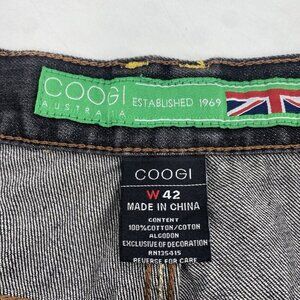 COOGI
AUSTRALIA
ESTABLISHED 1969
COOGI
W 42
MADE IN CHINA
CONTENT
100%COTTON/COTON
ALGODON
EXCLUSIVE OF DECORATION
RN135415
REVERSE FOR CARE